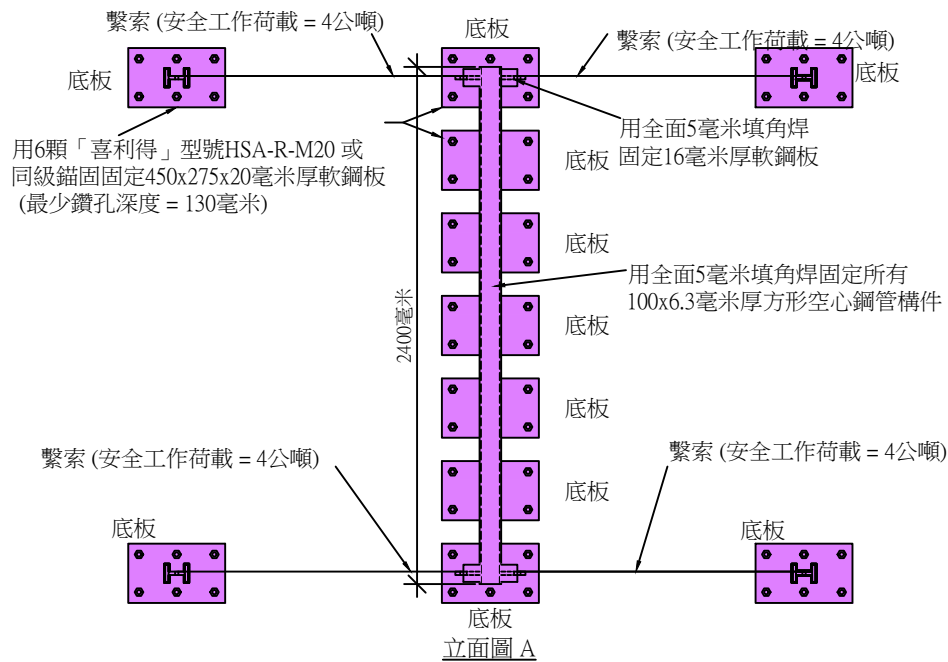 繫索 (安全工作荷載 = 4公噸)
底板
繫索 (安全工作荷載 = 4公噸)
底板
底板
用6顆「喜利得」型號HSA-R-M20 或
同級錨固固定450x275x20毫米厚軟鋼板
(最少鑽孔深度 = 130毫米)
用全面5毫米填角焊
固定16毫米厚軟鋼板
底板
底板
用全面5毫米填角焊固定所有
100x6.3毫米厚方形空心鋼管構件
2400毫米
底板
底板
繫索 (安全工作荷載 = 4公噸)
繫索 (安全工作荷載 = 4公噸)
底板
底板
底板
底板
立面圖 A